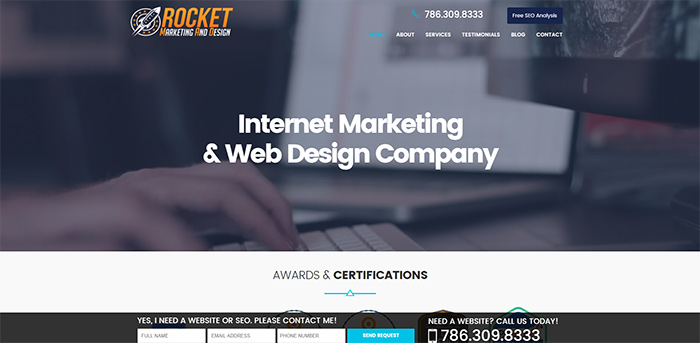 ROCKET
MARKETING AND DESIGN
786.309.8333
Free SEO Analysis
HOME
ABOUT
SERVICES
TESTIMONIALS
BLOG
CONTACT
Internet Marketing
& Web Design Company
AWARDS & CERTIFICATIONS
YES, I NEED A WEBSITE OR SEO. PLEASE CONTACT ME!
FULL NAME
EMAIL ADDRESS
PHONE NUMBER
SEND REQUEST
NEED A WEBSITE? CALL US TODAY!
786.309.8333